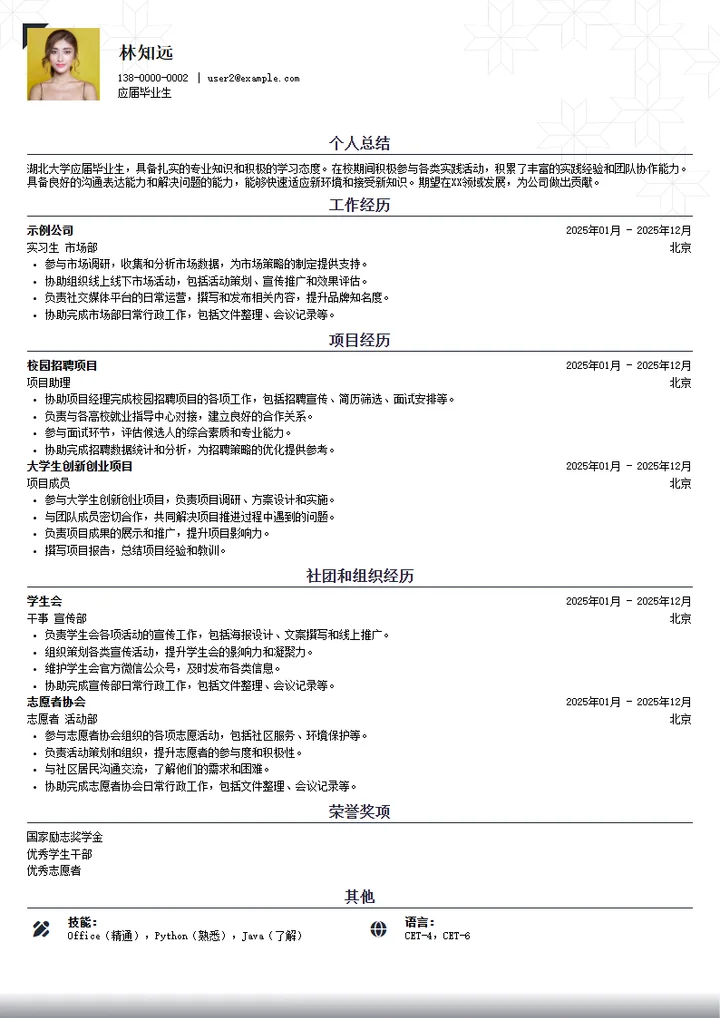 林知远
138-0000-0002 | user2@example.com
应届毕业生
个人总结
湖北大学应届毕业生，具备扎实的专业知识和积极的学习态度。在校期间积极参与各类实践活动，积累了丰富的实践经验和团队协作能力。
具备良好的沟通表达能力和解决问题的能力，能够快速适应新环境和接受新知识。期望在XX领域发展，为公司做出贡献。
工作经历
示例公司 2025年01月 - 2025年12月
实习生 市场部 北京
• 参与市场调研，收集和分析市场数据，为市场策略的制定提供支持。
• 协助组织线上线下市场活动，包括活动策划、宣传推广和效果评估。
• 负责社交媒体平台的日常运营，撰写和发布相关内容，提升品牌知名度。
• 协助完成市场部日常行政工作，包括文件整理、会议记录等。
项目经历
校园招聘项目 2025年01月 - 2025年12月
项目助理 北京
• 协助项目经理完成校园招聘项目的各项工作，包括招聘宣传、简历筛选、面试安排等。
• 负责与各高校就业指导中心对接，建立良好的合作关系。
• 参与面试环节，评估候选人的综合素质和专业能力。
• 协助完成招聘数据统计和分析，为招聘策略的优化提供参考。
大学生创新创业项目 2025年01月 - 2025年12月
项目成员 北京
• 参与大学生创新创业项目，负责项目调研、方案设计和实施。
• 与团队成员密切合作，共同解决项目推进过程中遇到的问题。
• 负责项目成果的展示和推广，提升项目影响力。
• 撰写项目报告，总结项目经验和教训。
社团和组织经历
学生会 2025年01月 - 2025年12月
干事 宣传部 北京
• 负责学生会各项活动的宣传工作，包括海报设计、文案撰写和线上推广。
• 组织策划各类宣传活动，提升学生会的影响力和凝聚力。
• 维护学生会官方微信公众号，及时发布各类信息。
• 协助完成宣传部日常行政工作，包括文件整理、会议记录等。
志愿者协会 2025年01月 - 2025年12月
志愿者 活动部 北京
• 参与志愿者协会组织的各项志愿活动，包括社区服务、环境保护等。
• 负责活动策划和组织，提升志愿者的参与度和积极性。
• 与社区居民沟通交流，了解他们的需求和困难。
• 协助完成志愿者协会日常行政工作，包括文件整理、会议记录等。
荣誉奖项
国家励志奖学金
优秀学生干部
优秀志愿者
其他
技能： 语言：
Office（精通），Python（熟悉），Java（了解） CET-4，CET-6